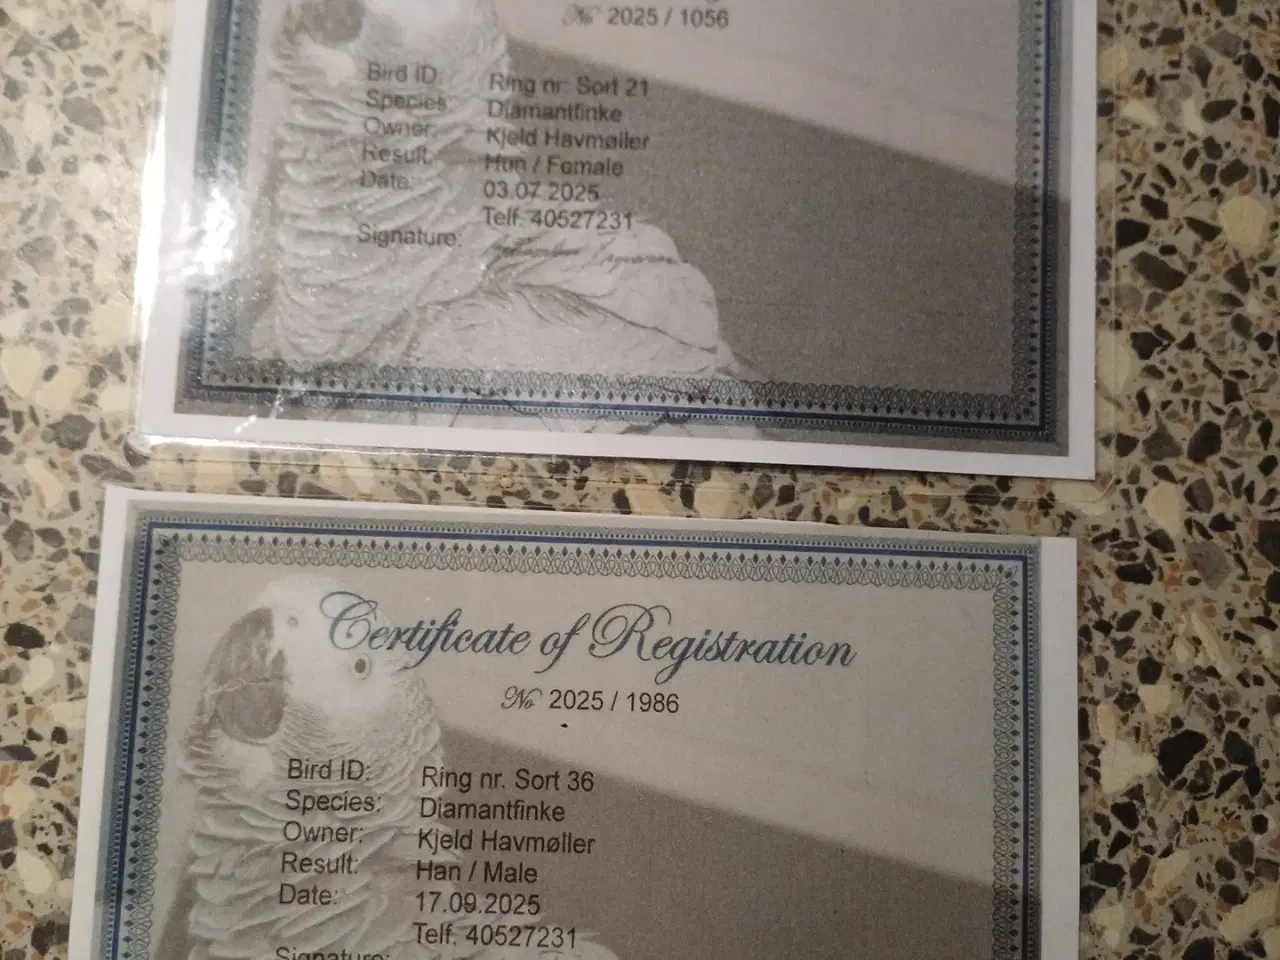 No 2025 / 1056
Bird ID: Ring nr. Sort 21
Species: Diamantfinke
Owner: Kjeld Havmøller
Result: Hun / Female
Date: 03.07.2025
Telf. 40527231
Signature:
Certificate of Registration
No 2025 / 1986
Bird ID: Ring nr. Sort 36
Species: Diamantfinke
Owner: Kjeld Havmøller
Result: Han / Male
Date: 17.09.2025
Telf. 40527231
Signature: